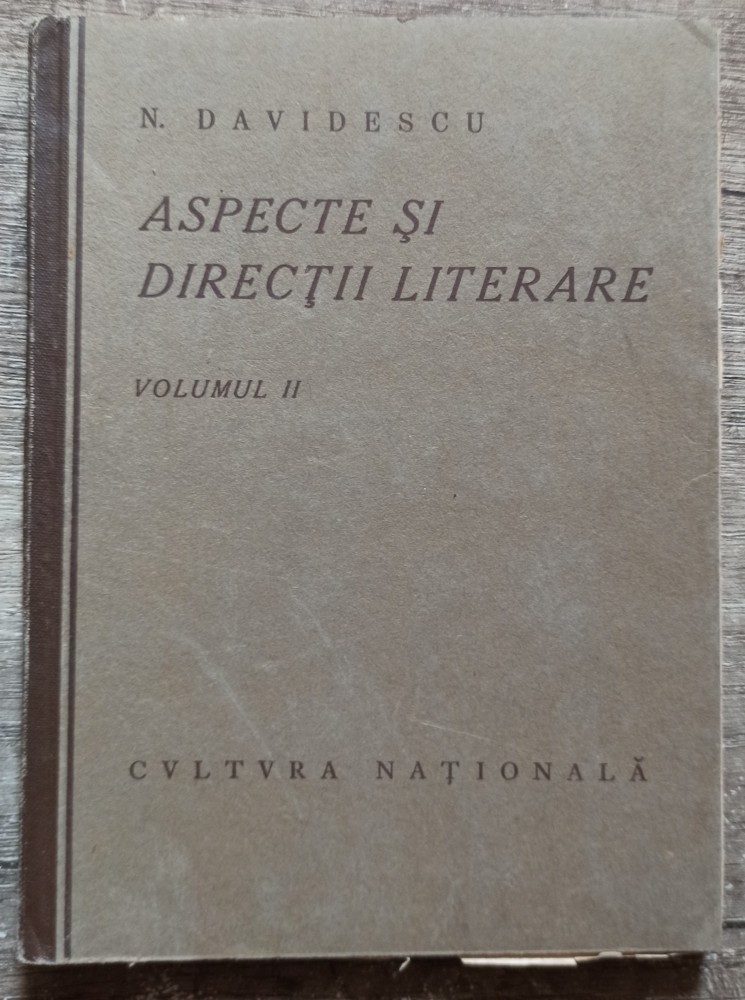 N. DAVIDESCU
ASPECTE ŞI
DIRECŢII LITERARE
VOLUMUL II
CVLTVRA NAŢIONALĂ